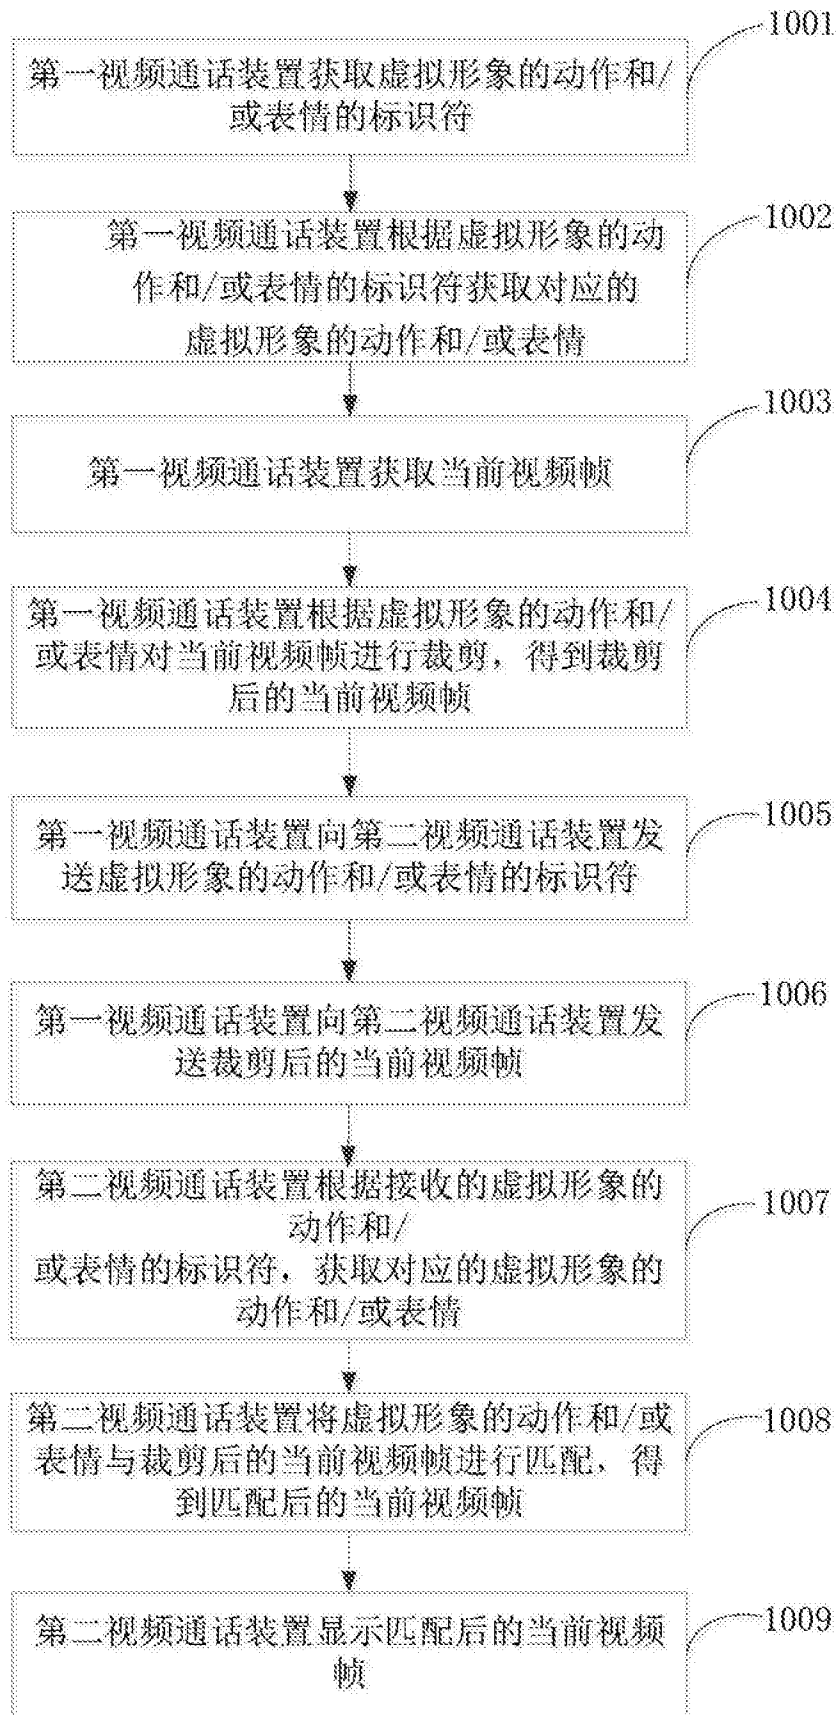 1001
第一视频通话装置获取虚拟形象的动作和/
或表情的标识符
1002
第一视频通话装置根据虚拟形象的动
作和/或表情的标识符获取对应的
虚拟形象的动作和/或表情
1003
第一视频通话装置获取当前视频帧
1004
第一视频通话装置根据虚拟形象的动作和/
或表情对当前视频帧进行裁剪，得到裁剪
后的当前视频帧
1005
第一视频通话装置向第二视频通话装置发
送虚拟形象的动作和/或表情的标识符
1006
第一视频通话装置向第二视频通话装置发
送裁剪后的当前视频帧
1007
第二视频通话装置根据接收的虚拟形象的
动作和/
或表情的标识符，获取对应的虚拟形象的
动作和/或表情
1008
第二视频通话装置将虚拟形象的动作和/或
表情与裁剪后的当前视频帧进行匹配，得
到匹配后的当前视频帧
1009
第二视频通话装置显示匹配后的当前视频
帧